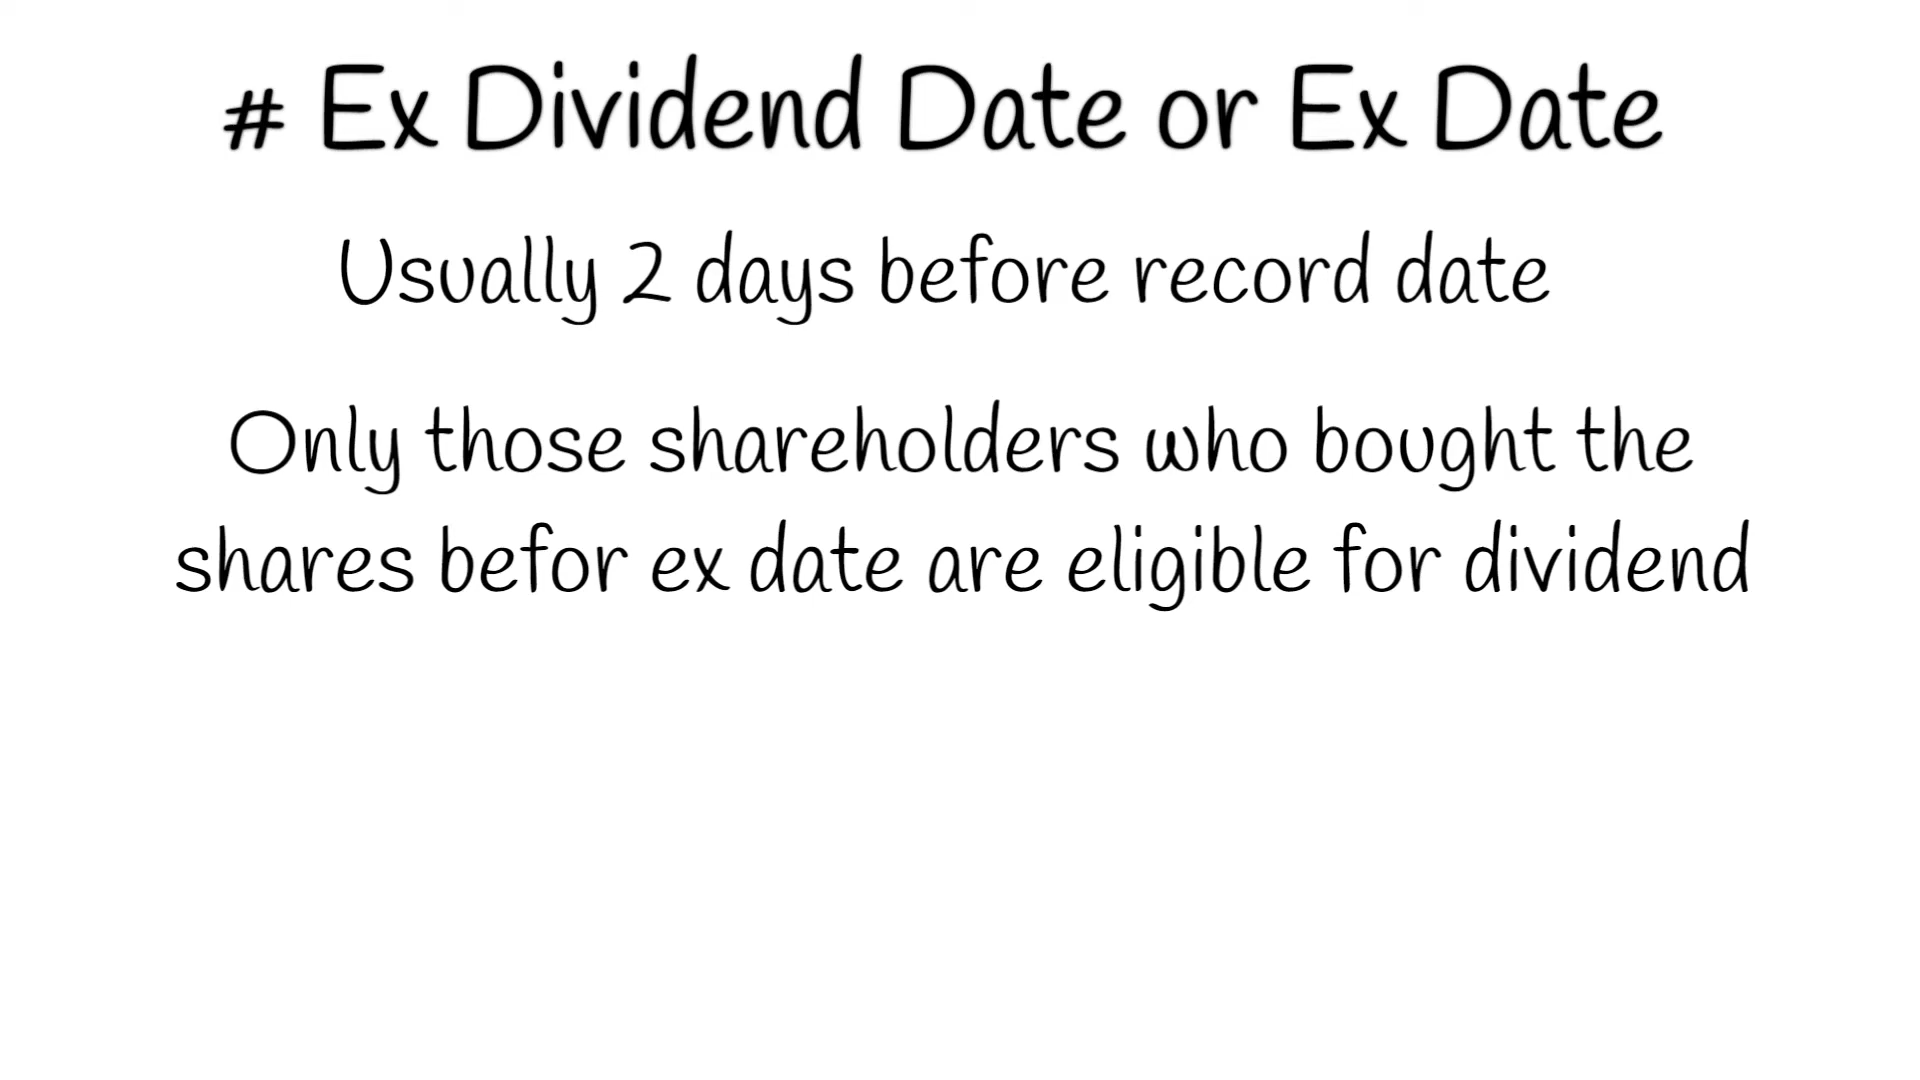 # Ex Dividend Date or Ex Date
Usually 2 days before record date
Only those shareholders who bought the
shares befor ex date are eligible for dividend